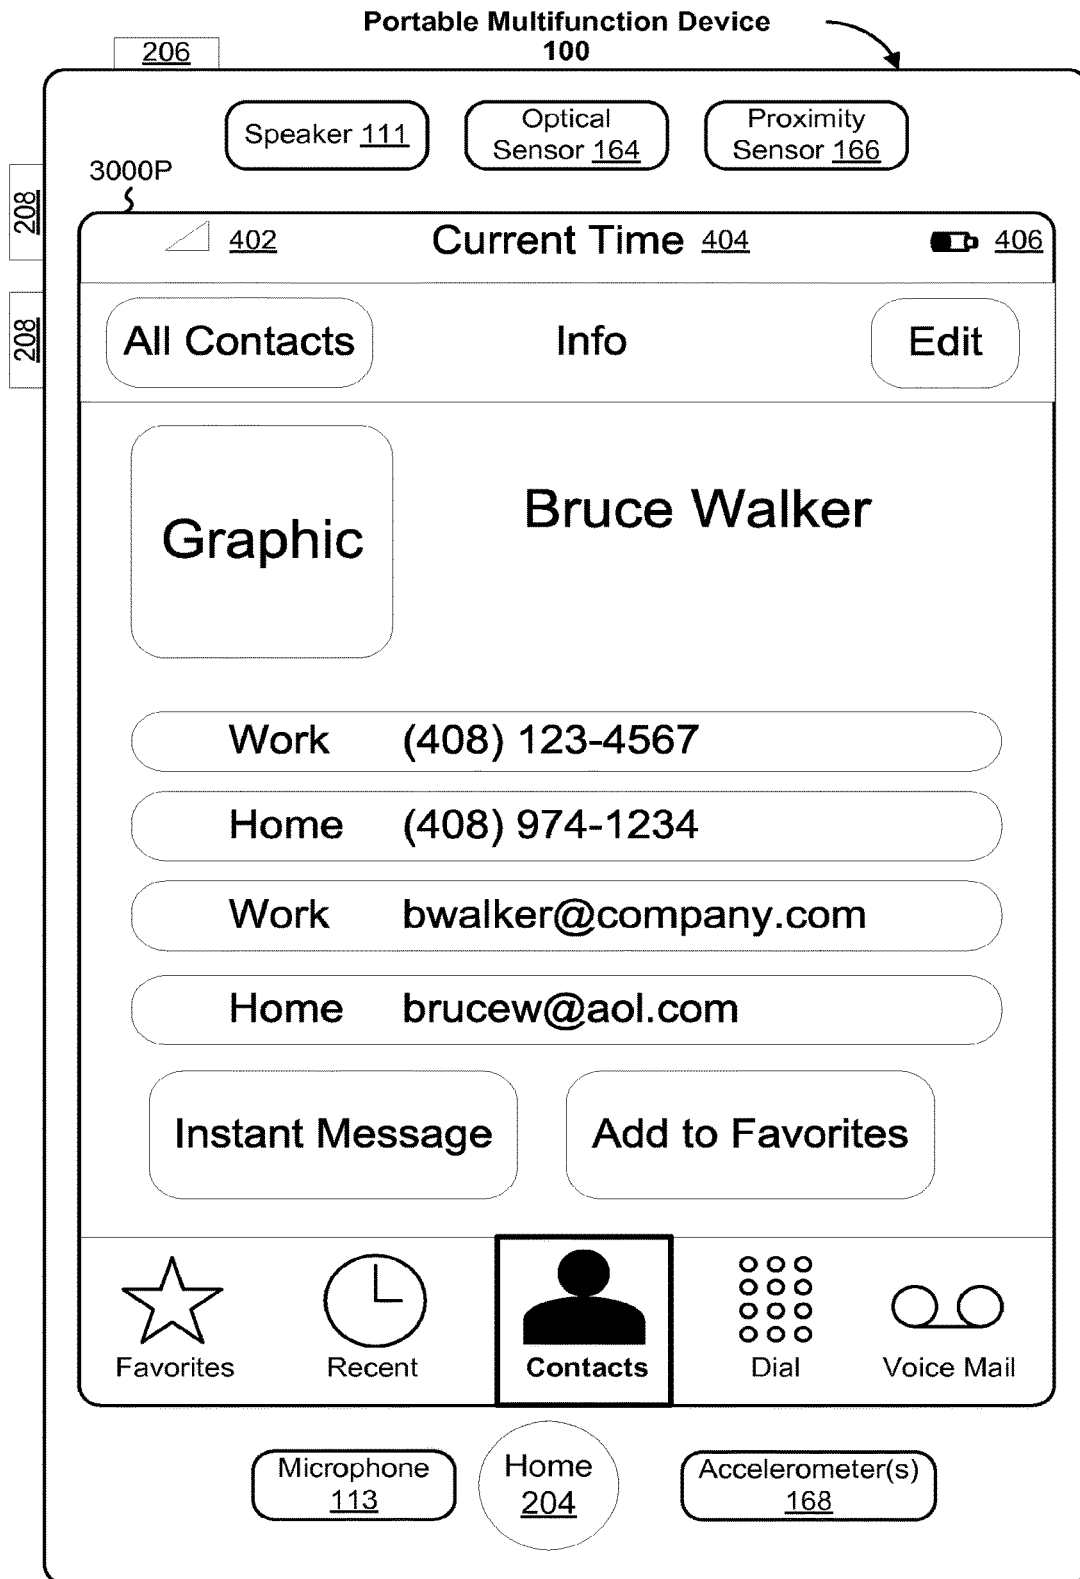 Portable Multifunction Device
100
206
Speaker 111
Optical
Sensor 164
Proximity
Sensor 166
3000P
208
208
402 Current Time 404 406
All Contacts Info Edit
Graphic
Bruce Walker
Work (408) 123-4567
Home (408) 974-1234
Work bwalker@company.com
Home brucew@aol.com
Instant Message Add to Favorites
Favorites Recent Contacts Dial Voice Mail
Microphone
113
Home
204
Accelerometer(s)
168